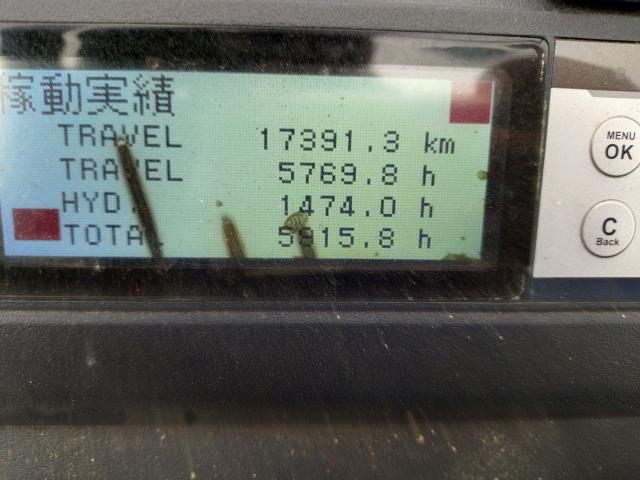 稼動実績
TRAVEL 17391.3 km
TRAVEL 5769.8 h
HYD. 1474.0 h
TOTAL 5915.8 h
MENU
OK
C
Back